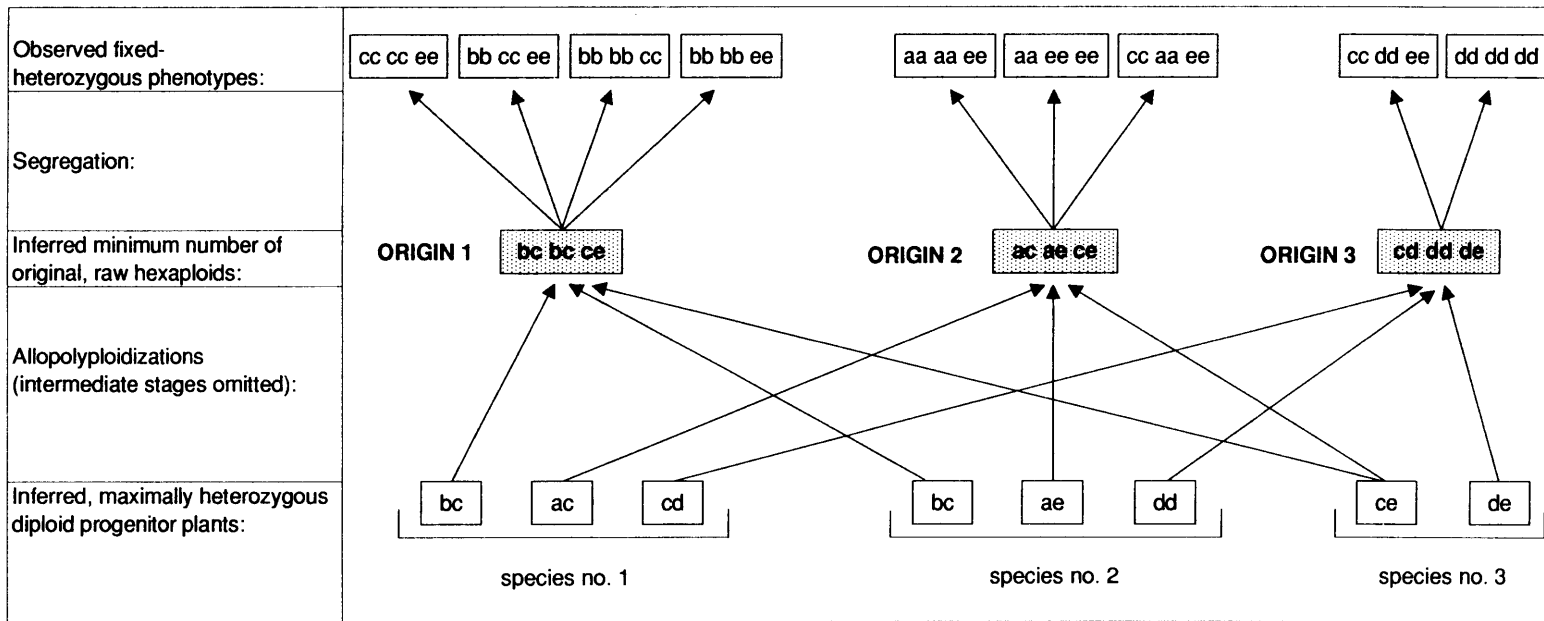 Observed fixed-
heterozygous phenotypes:
cc cc ee
bb cc ee
bb bb cc
bb bb ee
aa aa ee
aa ee ee
cc aa ee
cc dd ee
dd dd dd
Segregation:
Inferred minimum number of
original, raw hexaploids:
ORIGIN 1
bc bc ce
ORIGIN 2
ac ae ce
ORIGIN 3
cd dd de
Allopolyploidizations
(intermediate stages omitted):
Inferred, maximally heterozygous
diploid progenitor plants:
bc
ac
cd
bc
ae
dd
ce
de
species no. 1
species no. 2
species no. 3